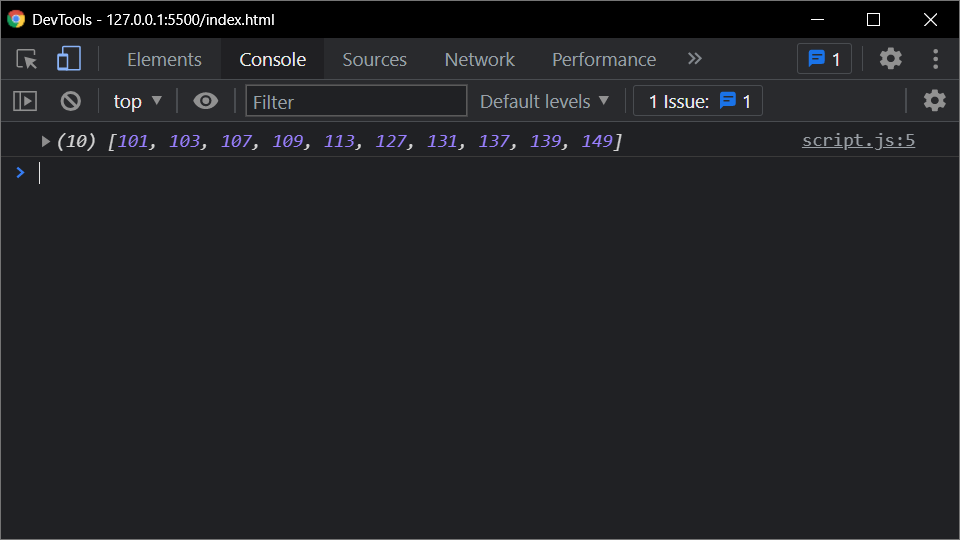 DevTools - 127.0.0.1:5500/index.html
Elements Console Sources Network Performance 1
top Filter Default levels 1 Issue: 1
(10) [101, 103, 107, 109, 113, 127, 131, 137, 139, 149] script.js:5